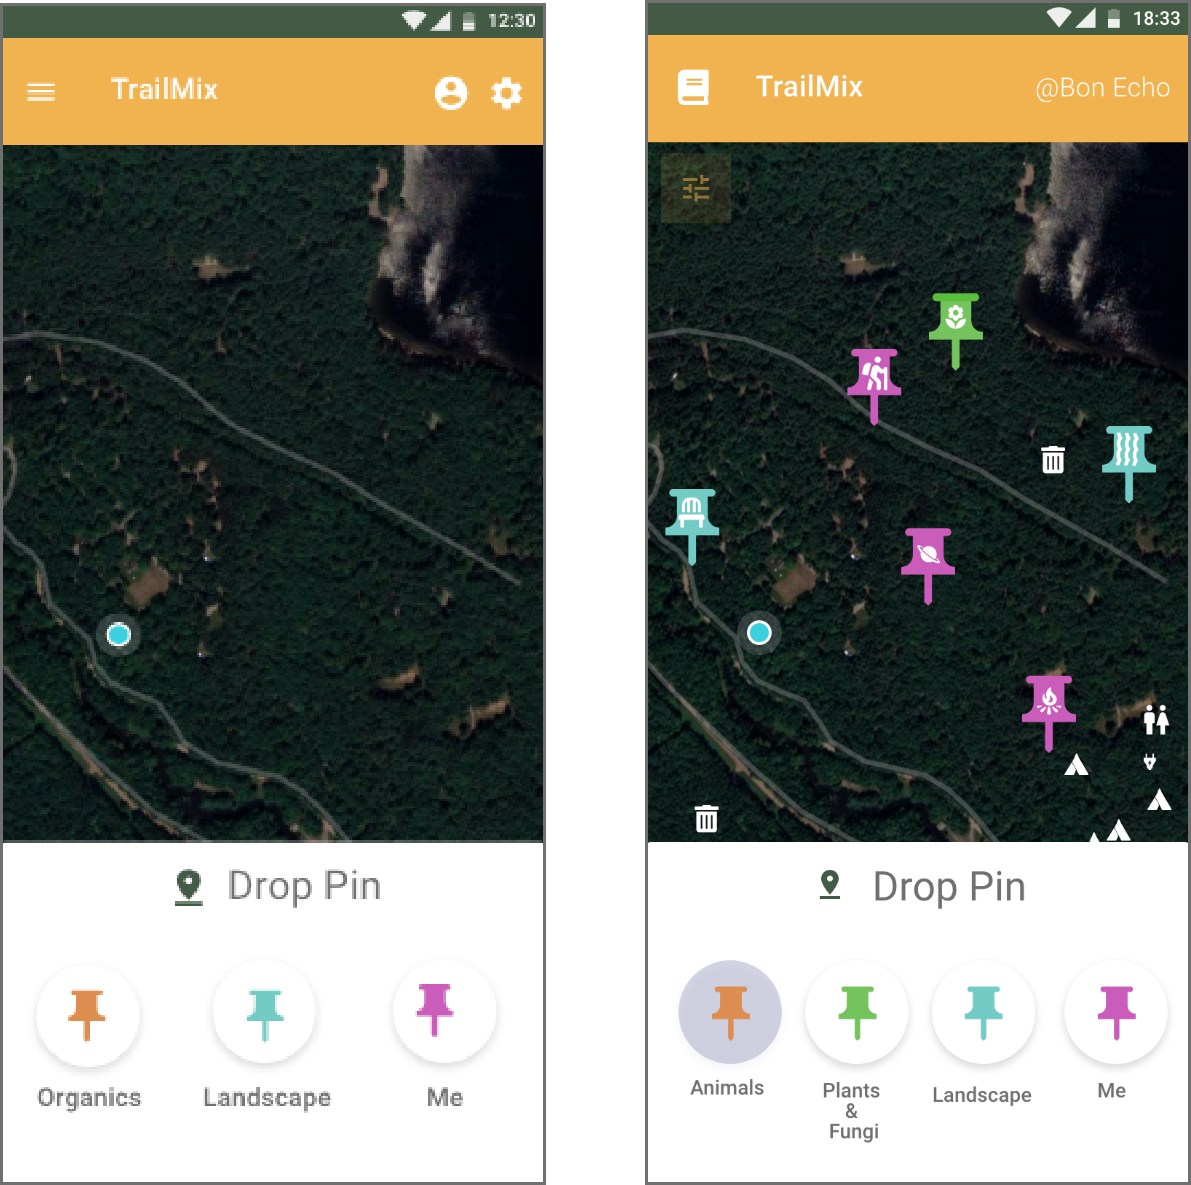 12:30
TrailMix
Drop Pin
Organics
Landscape
Me
18:33
TrailMix
@Bon Echo
Drop Pin
Animals
Plants
&
Fungi
Landscape
Me